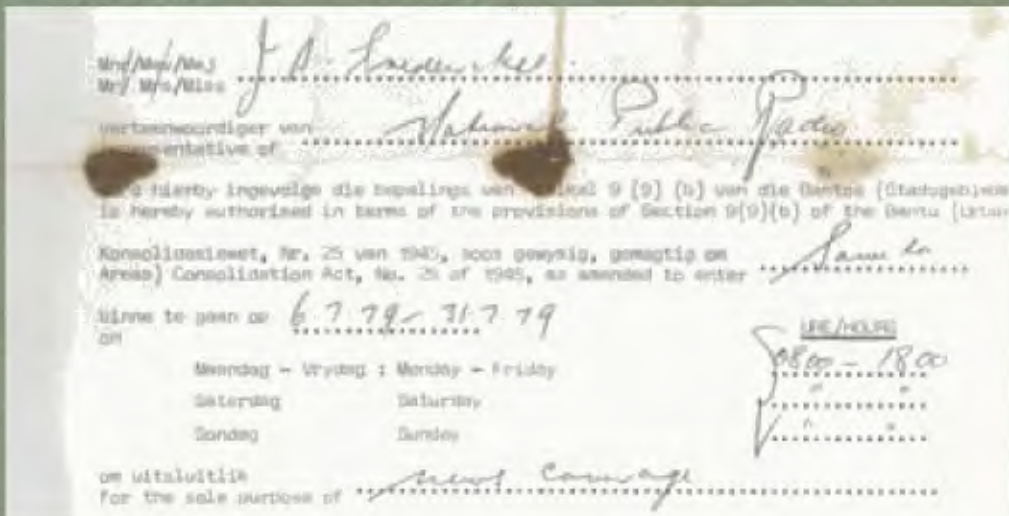 Mnr/Mev/Mej J D.
Mr/ Mrs/Miss
verteenwoordiger van National Public Radio
representative of
hierby ingevolge die bepalings van Artikel 9 (9) (b) van die Bantoe (Stadsgebiede
is hereby authorised in terms of the provisions of Section 9(9)(b) of the Bantu (Urban
Konsolidasiewet, Nr. 25 van 1945, soos gewysig, gemagtig om
Areas) Consolidation Act, No. 25 of 1945, as amended to enter
binne te gaan op 6 7 79 - 31 7 79
on
URE/HOURS
Maandag - Vrydag : Monday - Friday 0800 - 1800
Saterdag Saturday " "
Sondag Sunday " "
om uitsluitlik
for the sole purpose of news coverage